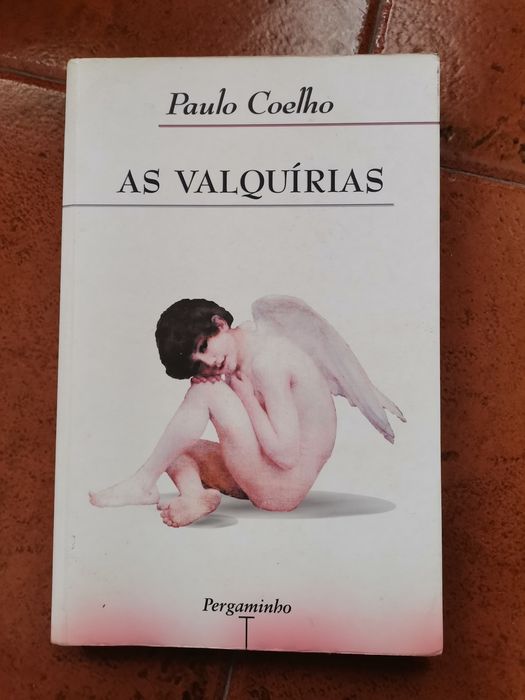 Paulo Coelho
AS VALQUÍRIAS
Pergaminho